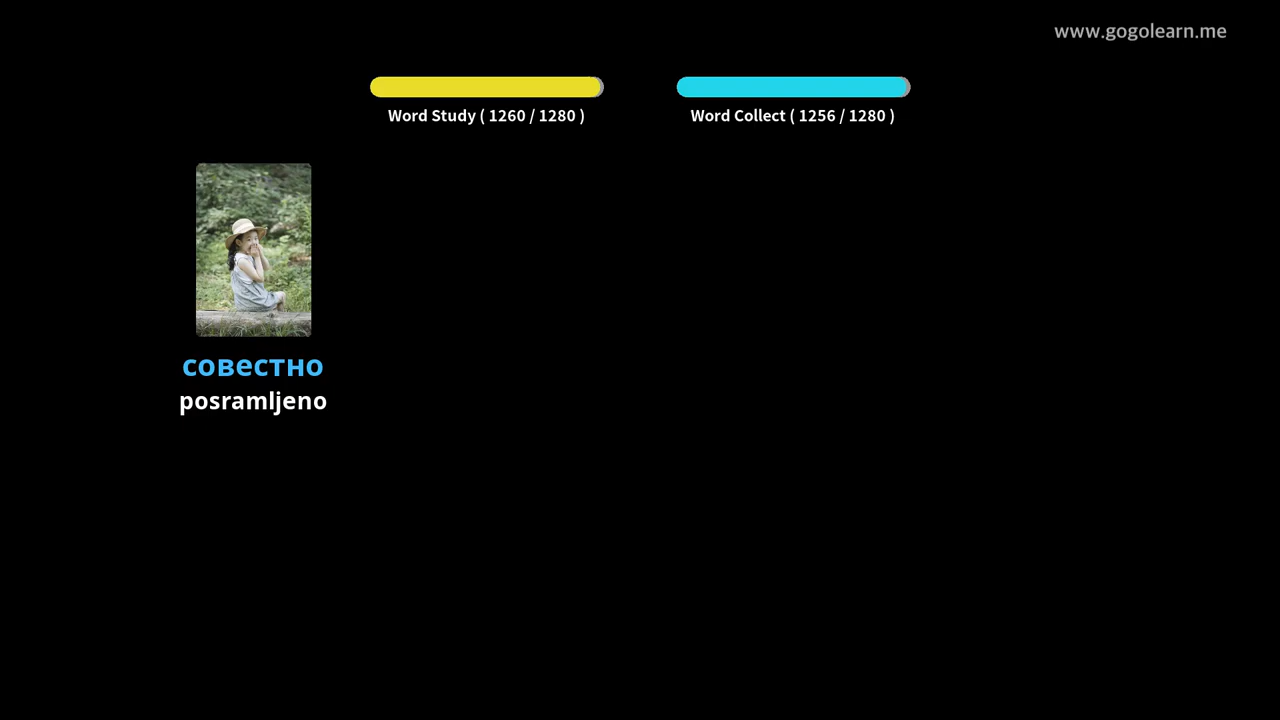 www.gogolearn.me
Word Study ( 1260 / 1280 )
Word Collect ( 1256 / 1280 )
совестно
posramljeno